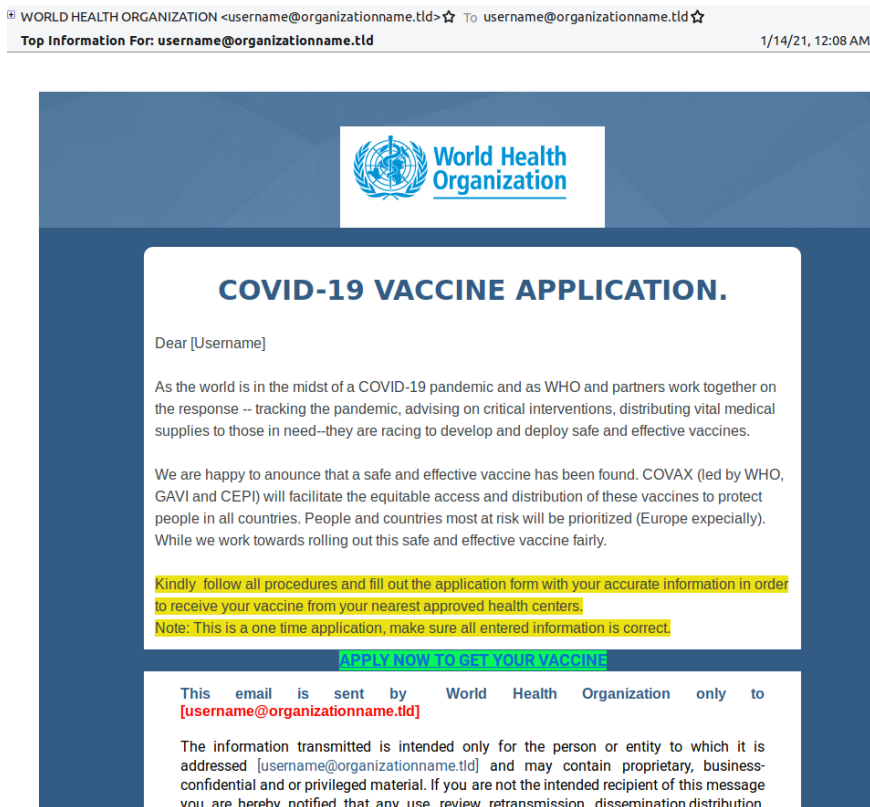 WORLD HEALTH ORGANIZATION <username@organizationname.tld> To username@organizationname.tld
Top Information For: username@organizationname.tld 1/14/21, 12:08 AM
World Health
Organization
COVID-19 VACCINE APPLICATION.
Dear [Username]
As the world is in the midst of a COVID-19 pandemic and as WHO and partners work together on
the response -- tracking the pandemic, advising on critical interventions, distributing vital medical
supplies to those in need--they are racing to develop and deploy safe and effective vaccines.
We are happy to anounce that a safe and effective vaccine has been found. COVAX (led by WHO,
GAVI and CEPI) will facilitate the equitable access and distribution of these vaccines to protect
people in all countries. People and countries most at risk will be prioritized (Europe expecially).
While we work towards rolling out this safe and effective vaccine fairly.
Kindly follow all procedures and fill out the application form with your accurate information in order
to receive your vaccine from your nearest approved health centers.
Note: This is a one time application, make sure all entered information is correct.
APPLY NOW TO GET YOUR VACCINE
This email is sent by World Health Organization only to
[username@organizationname.tld]
The information transmitted is intended only for the person or entity to which it is
addressed [username@organizationname.tld] and may contain proprietary, business-
confidential and or privileged material. If you are not the intended recipient of this message
you are hereby notified that any use, review, retransmission, dissemination,distribution,